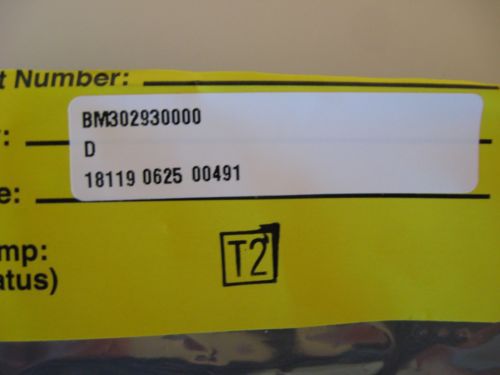 t Number:
BM302930000
:
D
18119 0625 00491
e:
mp:
T2
atus)